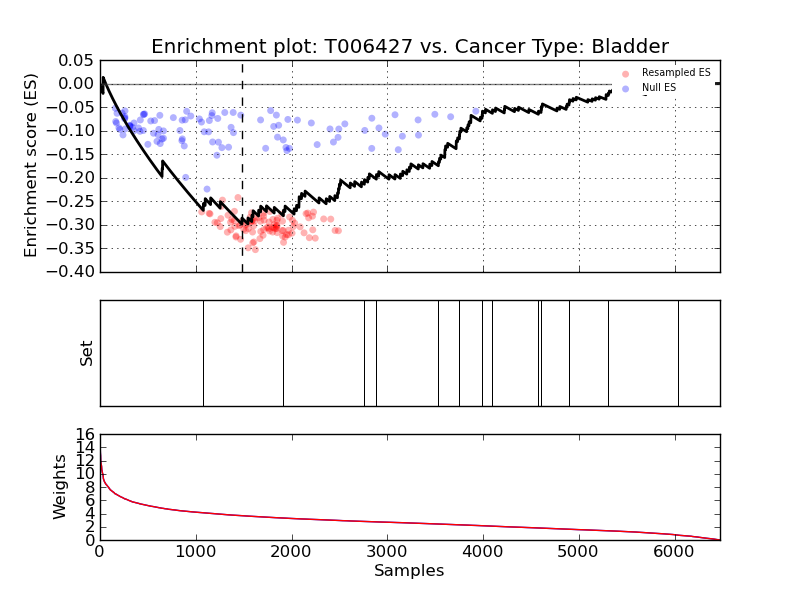 Enrichment plot: T006427 vs. Cancer Type: Bladder
Enrichment score (ES)
0.05
0.00
−0.05
−0.10
−0.15
−0.20
−0.25
−0.30
−0.35
−0.40
Resampled ES
Null ES
Set
Weights
16
14
12
10
8
6
4
2
0
0 1000 2000 3000 4000 5000 6000
Samples